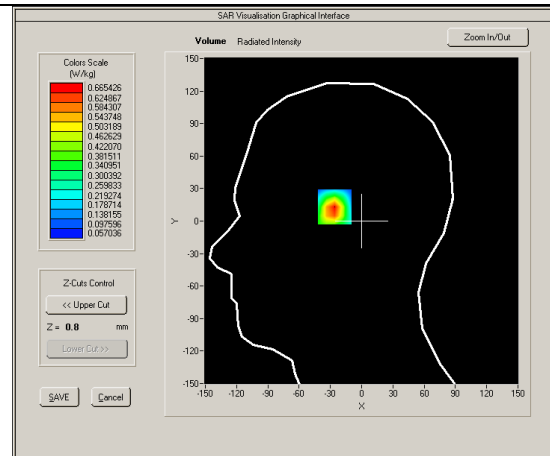 SAR Visualisation Graphical Interface
Volume Radiated Intensity
Zoom In/Out
Colors Scale
(W/kg)
0.665426
0.624867
0.584307
0.543748
0.503189
0.462629
0.422070
0.381511
0.340951
0.300392
0.259833
0.219274
0.178714
0.138155
0.097596
0.057036
Z-Cuts Control
<< Upper Cut
Z = 0.8 mm
Lower Cut >>
SAVE Cancel
150
120
90
60
30
0
-30
-60
-90
-120
-150
Y
-150 -120 -90 -60 -30 0 30 60 90 120 150
X